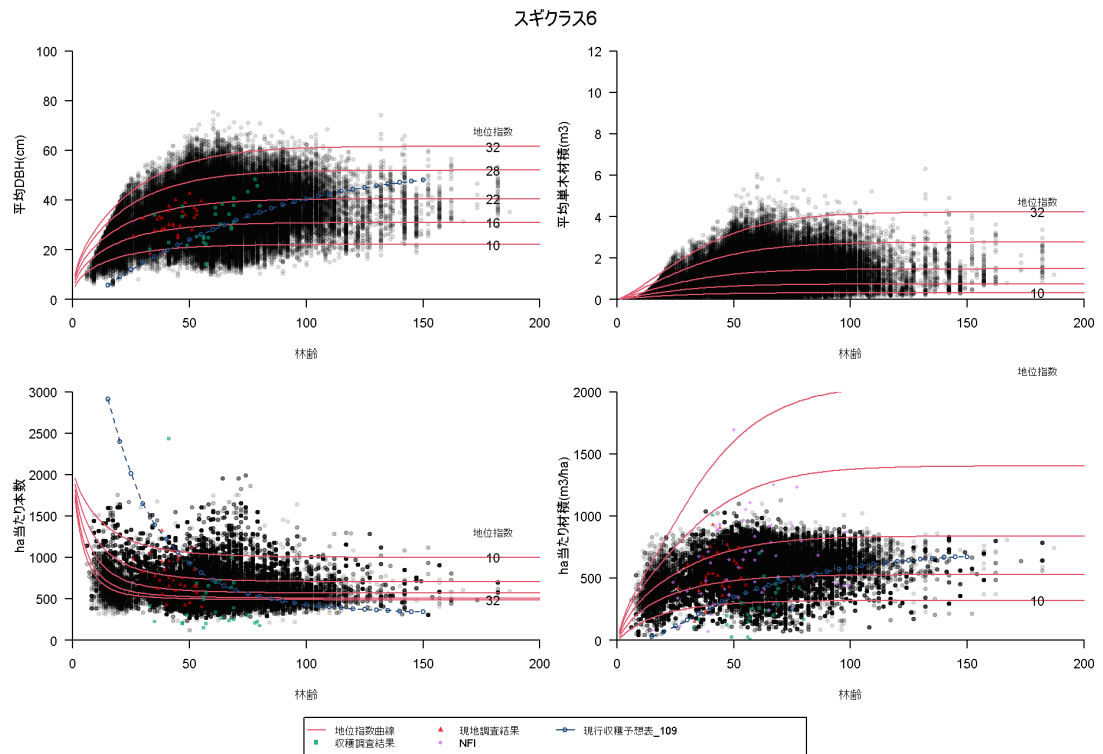 スギクラス6
平均DBH(cm)
100
80
60
40
20
0
地位指数
32
28
22
16
10
0 50 100 150 200
林齢
平均単木材積(m3)
12
10
8
6
4
2
0
地位指数
32
10
0 50 100 150 200
林齢
ha当たり本数
3000
2500
2000
1500
1000
500
0
地位指数
10
32
0 50 100 150 200
林齢
地位指数
ha当たり材積(m3/ha)
2000
1500
1000
500
0
10
0 50 100 150 200
林齢
地位指数曲線 現地調査結果 現行収穫予想表_109
収穫調査結果 NFI